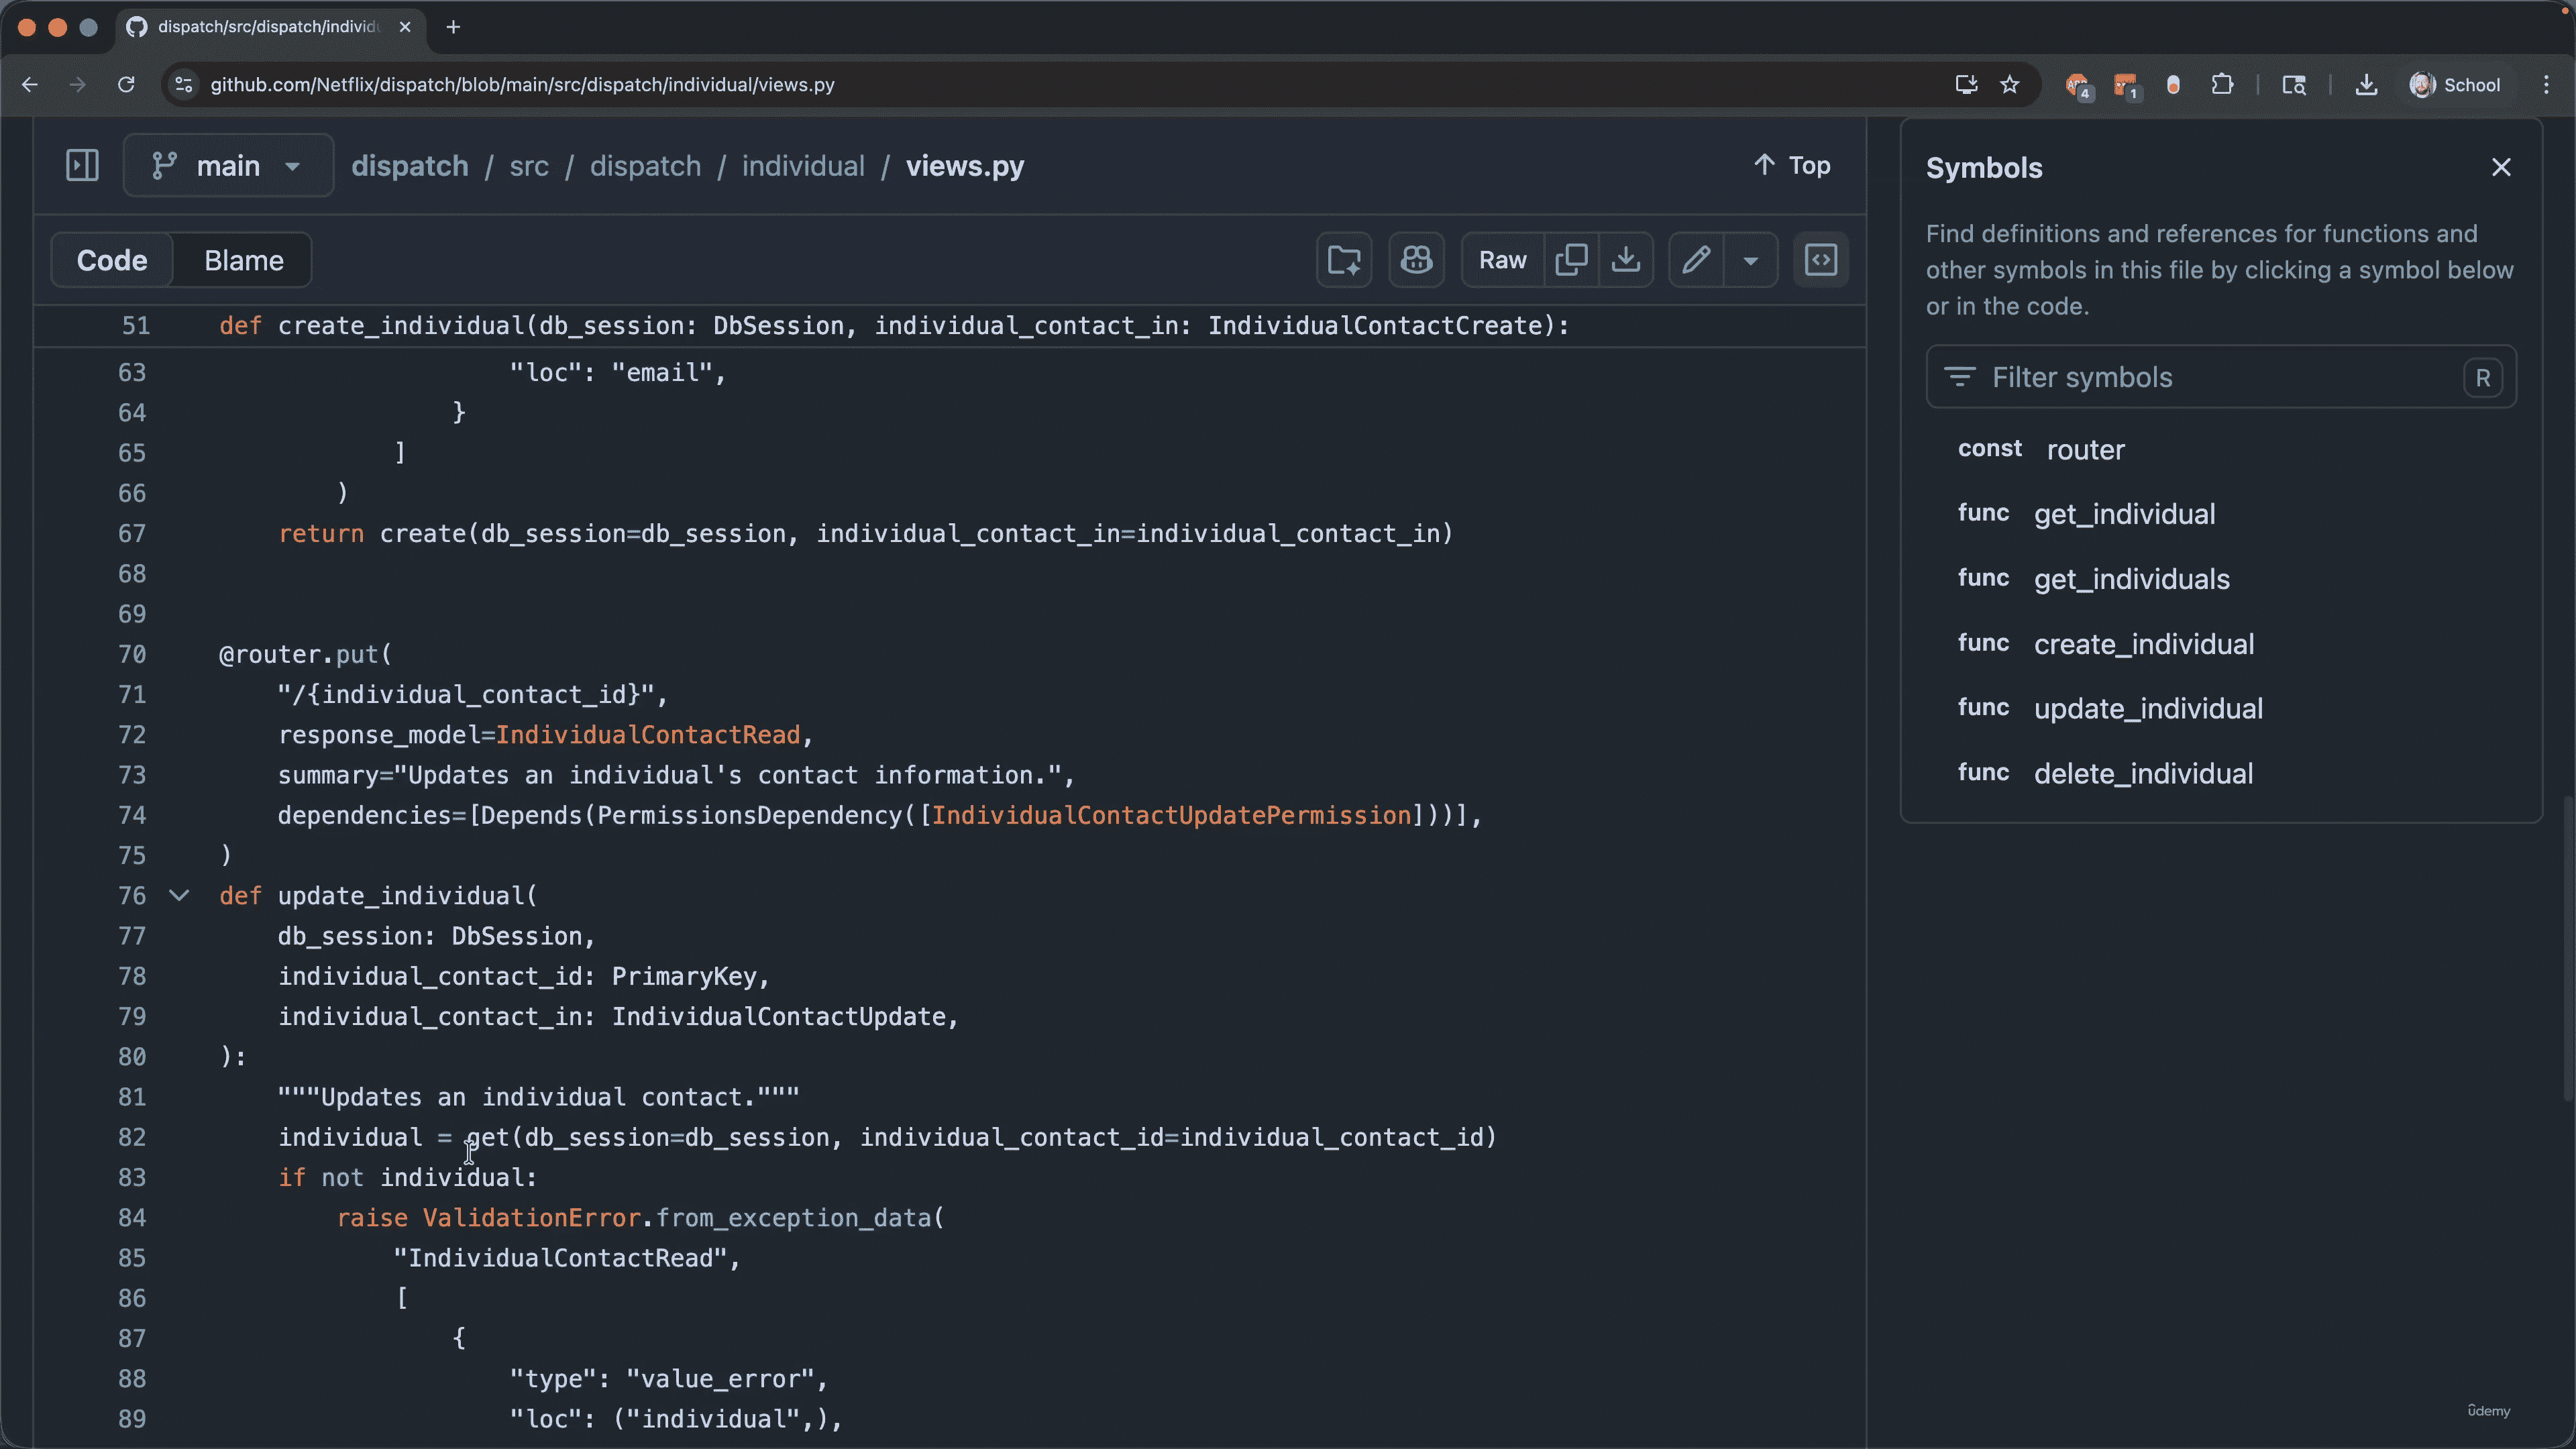 dispatch/src/dispatch/individu
github.com/Netflix/dispatch/blob/main/src/dispatch/individual/views.py
4
1
School
main
dispatch / src / dispatch / individual / views.py
Top
Code
Blame
Raw
51 def create_individual(db_session: DbSession, individual_contact_in: IndividualContactCreate):
63 "loc": "email",
64 }
65 ]
66 )
67 return create(db_session=db_session, individual_contact_in=individual_contact_in)
68
69
70 @router.put(
71 "/{individual_contact_id}",
72 response_model=IndividualContactRead,
73 summary="Updates an individual's contact information.",
74 dependencies=[Depends(PermissionsDependency([IndividualContactUpdatePermission]))],
75 )
76 def update_individual(
77 db_session: DbSession,
78 individual_contact_id: PrimaryKey,
79 individual_contact_in: IndividualContactUpdate,
80 ):
81 """Updates an individual contact."""
82 individual = get(db_session=db_session, individual_contact_id=individual_contact_id)
83 if not individual:
84 raise ValidationError.from_exception_data(
85 "IndividualContactRead",
86 [
87 {
88 "type": "value_error",
89 "loc": ("individual",),
Symbols
Find definitions and references for functions and
other symbols in this file by clicking a symbol below
or in the code.
Filter symbols
R
const router
func get_individual
func get_individuals
func create_individual
func update_individual
func delete_individual
ûdemy